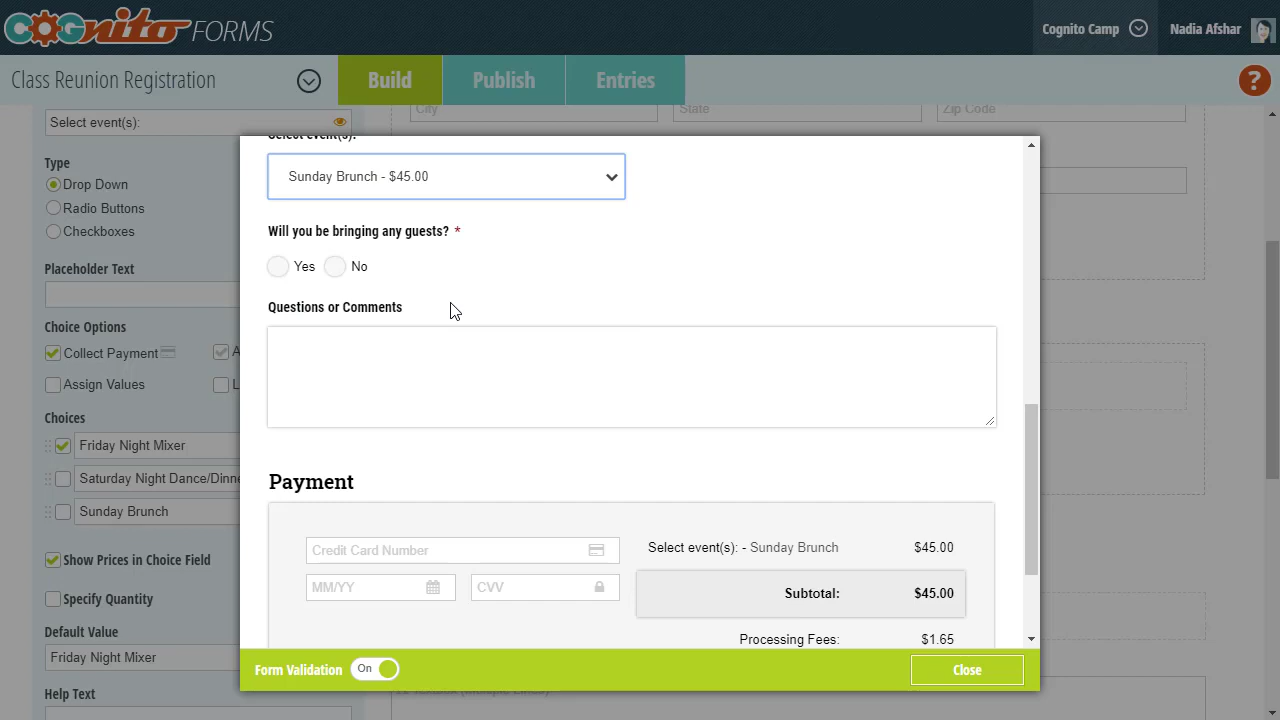 COGNITO FORMS
Cognito Camp
Nadia Afshar
Class Reunion Registration
Build
Publish
Entries
?
Select event(s):
Type
Drop Down
Radio Buttons
Checkboxes
Placeholder Text
Choice Options
Collect Payment
A
Assign Values
L
Choices
Friday Night Mixer
Saturday Night Dance/Dinne
Sunday Brunch
Show Prices in Choice Field
Specify Quantity
Default Value
Friday Night Mixer
Help Text
City
State
Zip Code
Select event(s):
Sunday Brunch - $45.00
Will you be bringing any guests? *
Yes No
Questions or Comments
Payment
Credit Card Number
MM/YY
CVV
Select event(s): - Sunday Brunch $45.00
Subtotal: $45.00
Processing Fees: $1.65
Form Validation On
Close